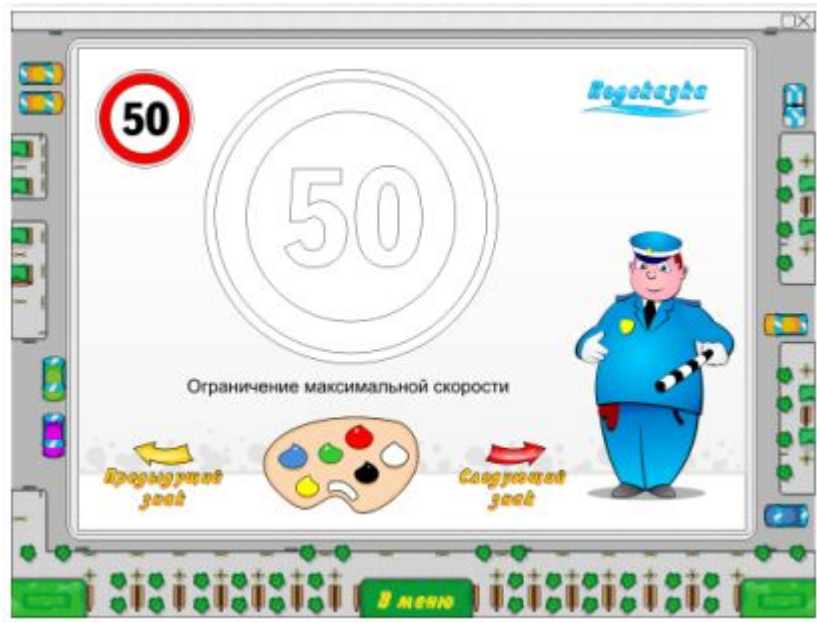 50
Подсказка
50
Ограничение максимальной скорости
Предыдущий
знак
Следующий
знак
В меню